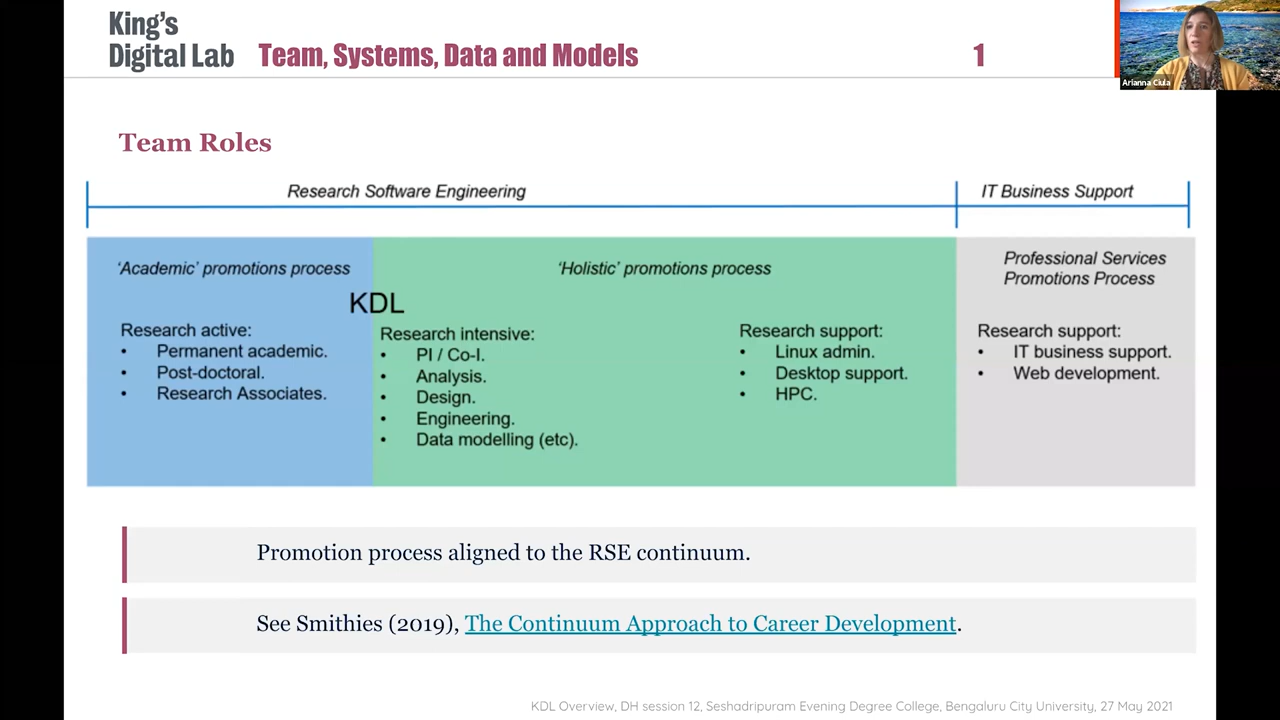 King's
Digital Lab
Team, Systems, Data and Models
1
Arianna Ciula
Team Roles
Research Software Engineering
IT Business Support
'Academic' promotions process
'Holistic' promotions process
Professional Services
Promotions Process
KDL
Research active:
• Permanent academic.
• Post-doctoral.
• Research Associates.
Research intensive:
• PI / Co-I.
• Analysis.
• Design.
• Engineering.
• Data modelling (etc).
Research support:
• Linux admin.
• Desktop support.
• HPC.
Research support:
• IT business support.
• Web development.
Promotion process aligned to the RSE continuum.
See Smithies (2019), The Continuum Approach to Career Development.
KDL Overview, DH session 12, Seshadripuram Evening Degree College, Bengaluru City University, 27 May 2021